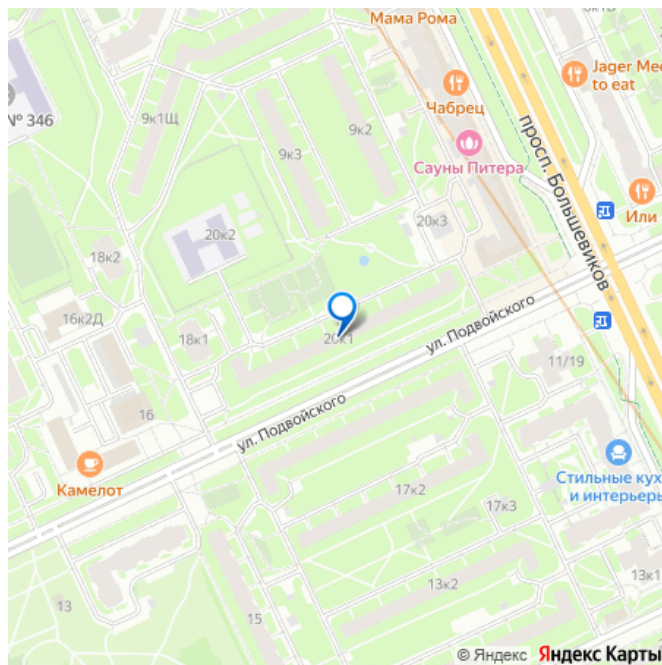 Мама Рома
Jager Mee
to eat
Чабрец
№ 346
9к1Щ
9к2
9к3
Сауны Питера
просп. Большевиков
Или
20к3
20к2
18к2
16к2Д
18к1
20к1
ул. Подвойского
11/19
16
ул. Подвойского
Камелот
Стильные кух
и интерьеры
17к2
17к3
13к2
13к1
13
15
© Яндекс Яндекс Карты